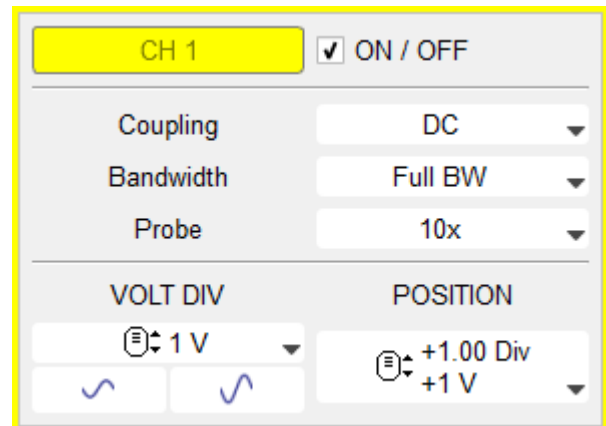 CH 1 ON / OFF
Coupling DC
Bandwidth Full BW
Probe 10x
VOLT DIV POSITION
1 V
+1.00 Div
+1 V